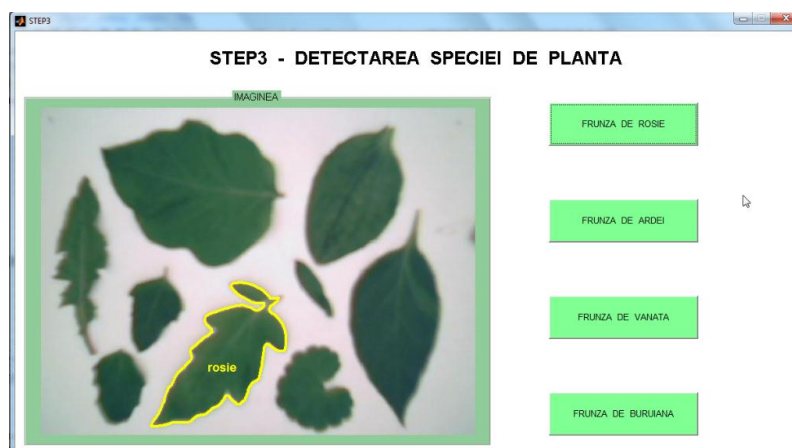 STEP3
STEP3 - DETECTAREA SPECIEI DE PLANTA
IMAGINEA
FRUNZA DE ROSIE
FRUNZA DE ARDEI
FRUNZA DE VANATA
rosie
FRUNZA DE BURUIANA